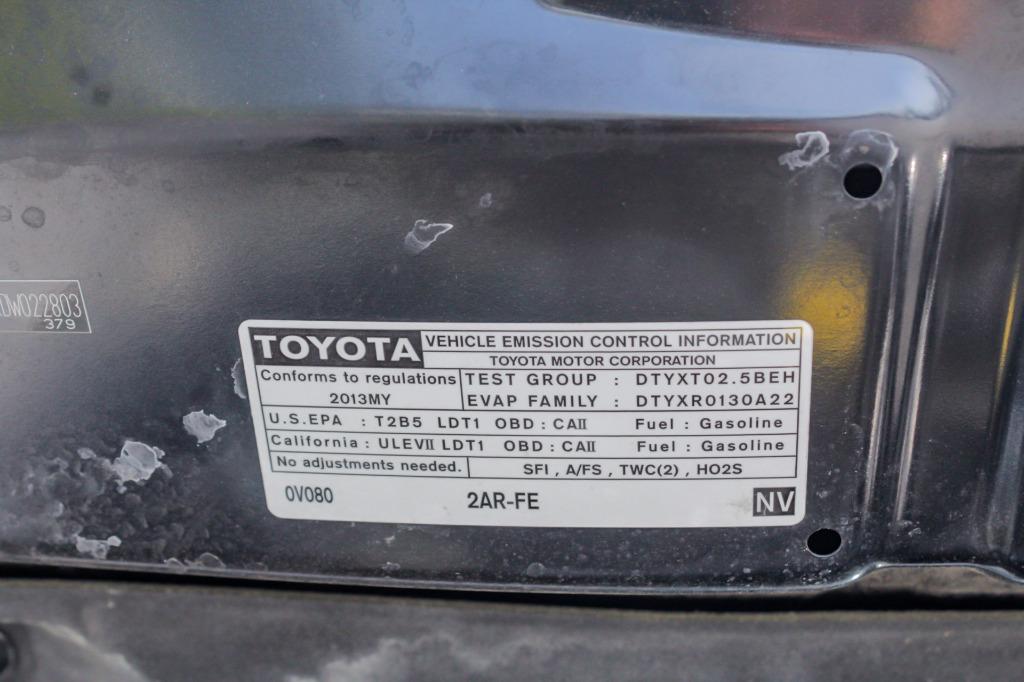 DW022803
379
TOYOTA
VEHICLE EMISSION CONTROL INFORMATION
TOYOTA MOTOR CORPORATION
Conforms to regulations
2013MY
TEST GROUP : DTYXT02.5BEH
EVAP FAMILY : DTYXR0130A22
U.S.EPA : T2B5 LDT1 OBD : CAII Fuel : Gasoline
California : ULEVII LDT1 OBD : CAII Fuel : Gasoline
No adjustments needed.
SFI , A/FS , TWC(2) , HO2S
0V080
2AR-FE
NV